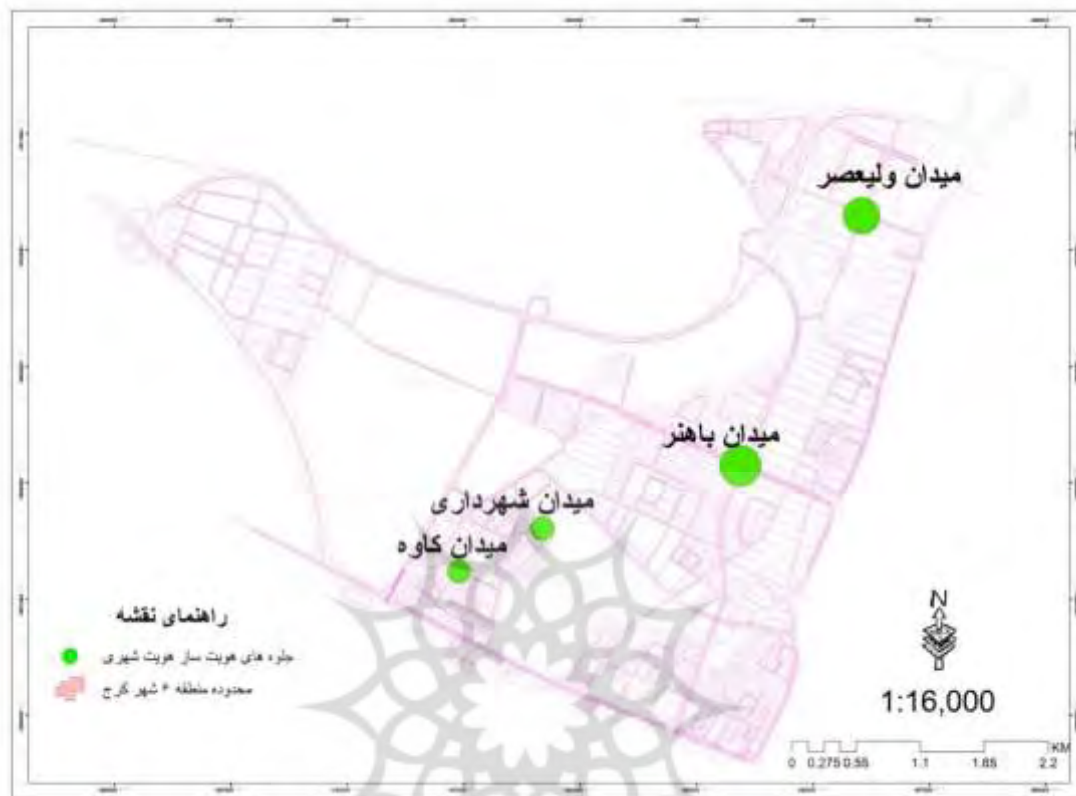 میدان ولیعصر
میدان باهنر
میدان شهرداری
میدان کاوه
راهنمای نقشه
جلوه های هویت ساز هویت شهری
محدوده منطقه ۶ شهر کرج
N
1:16,000
KM
0 0.275 0.55 1.1 1.65 2.2